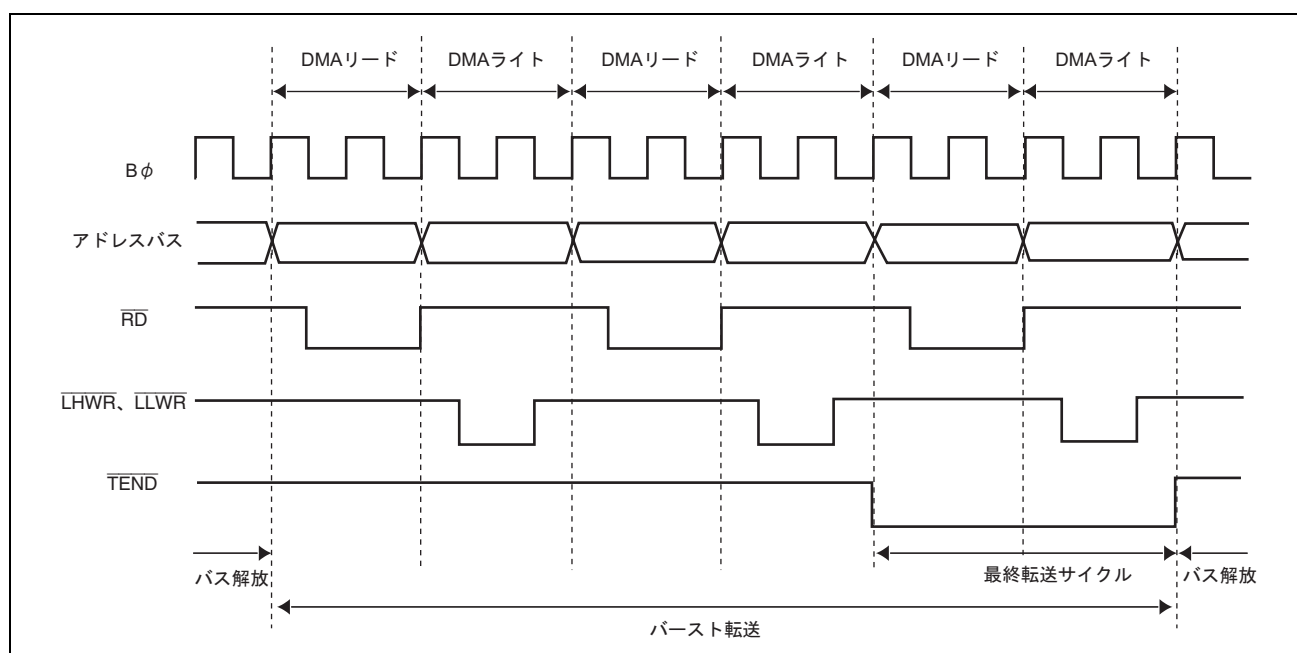 DMAリード DMAライト DMAリード DMAライト DMAリード DMAライト
Bφ
アドレスバス
RD
LHWR、LLWR
TEND
バス解放 最終転送サイクル バス解放
バースト転送